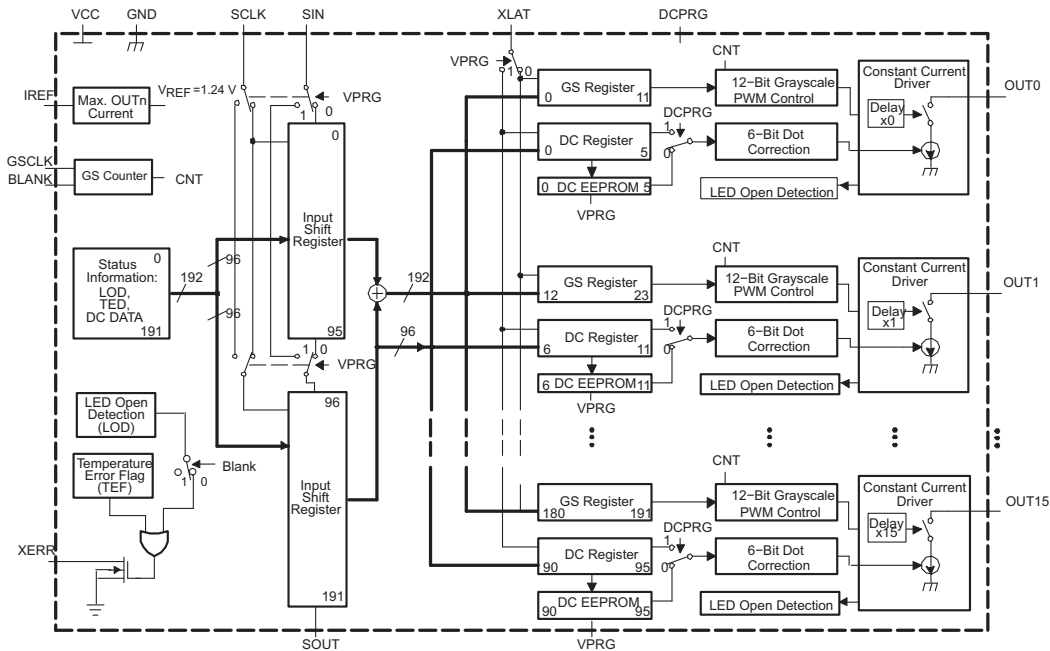 VCC
GND
SCLK
SIN
XLAT
DCPRG
IREF
Max. OUTn
Current
VREF =1.24 V
VPRG
1
0
GSCLK
BLANK
GS Counter
CNT
0
Input
Shift
Register
95
0
Status
Information:
LOD,
TED,
DC DATA
191
192
96
96
192
96
1
0
VPRG
96
Input
Shift
Register
191
SOUT
LED Open
Detection
(LOD)
Temperature
Error Flag
(TEF)
1
0
Blank
XERR
VPRG
1
0
GS Register
0
11
DC Register
0
5
0 DC EEPROM 5
VPRG
DCPRG
1
0
CNT
12-Bit Grayscale
PWM Control
6-Bit Dot
Correction
LED Open Detection
Constant Current
Driver
Delay
x0
OUT0
GS Register
12
23
DC Register
6
11
6 DC EEPROM 11
VPRG
DCPRG
1
0
CNT
12-Bit Grayscale
PWM Control
6-Bit Dot
Correction
LED Open Detection
Constant Current
Driver
Delay
x1
OUT1
GS Register
180
191
DC Register
90
95
DC EEPROM
90
95
VPRG
DCPRG
1
0
CNT
12-Bit Grayscale
PWM Control
6-Bit Dot
Correction
LED Open Detection
Constant Current
Driver
Delay
x15
OUT15